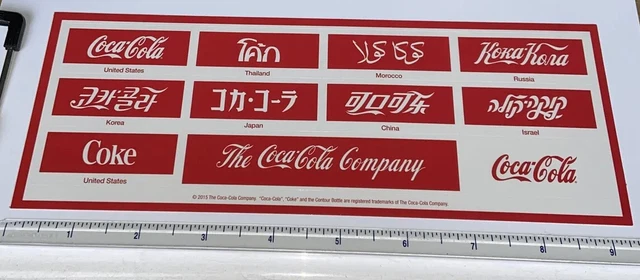 Coca-Cola
โค้ก
كوكا كولا
Кока-Кола
United States
Thailand
Morocco
Russia
코카-콜라
コカ・コーラ
可口可乐
קוקה-קולה
Korea
Japan
China
Israel
Coke
The Coca-Cola Company
Coca-Cola
United States
© 2015 The Coca-Cola Company. "Coca-Cola", "Coke" and the Contour Bottle are registered trademarks of The Coca-Cola Company.
1 2 3 4 5 6 7 8 9